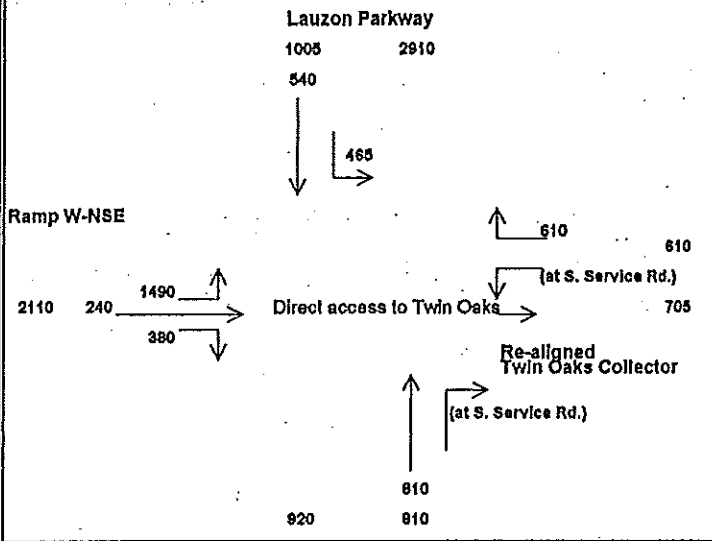 Lauzon Parkway
1005 2910
540
465
Ramp W-NSE
610
610
(at S. Service Rd.)
1490
2110 240 Direct access to Twin Oaks 705
380
Re-aligned
Twin Oaks Collector
(at S. Service Rd.)
810
920 810